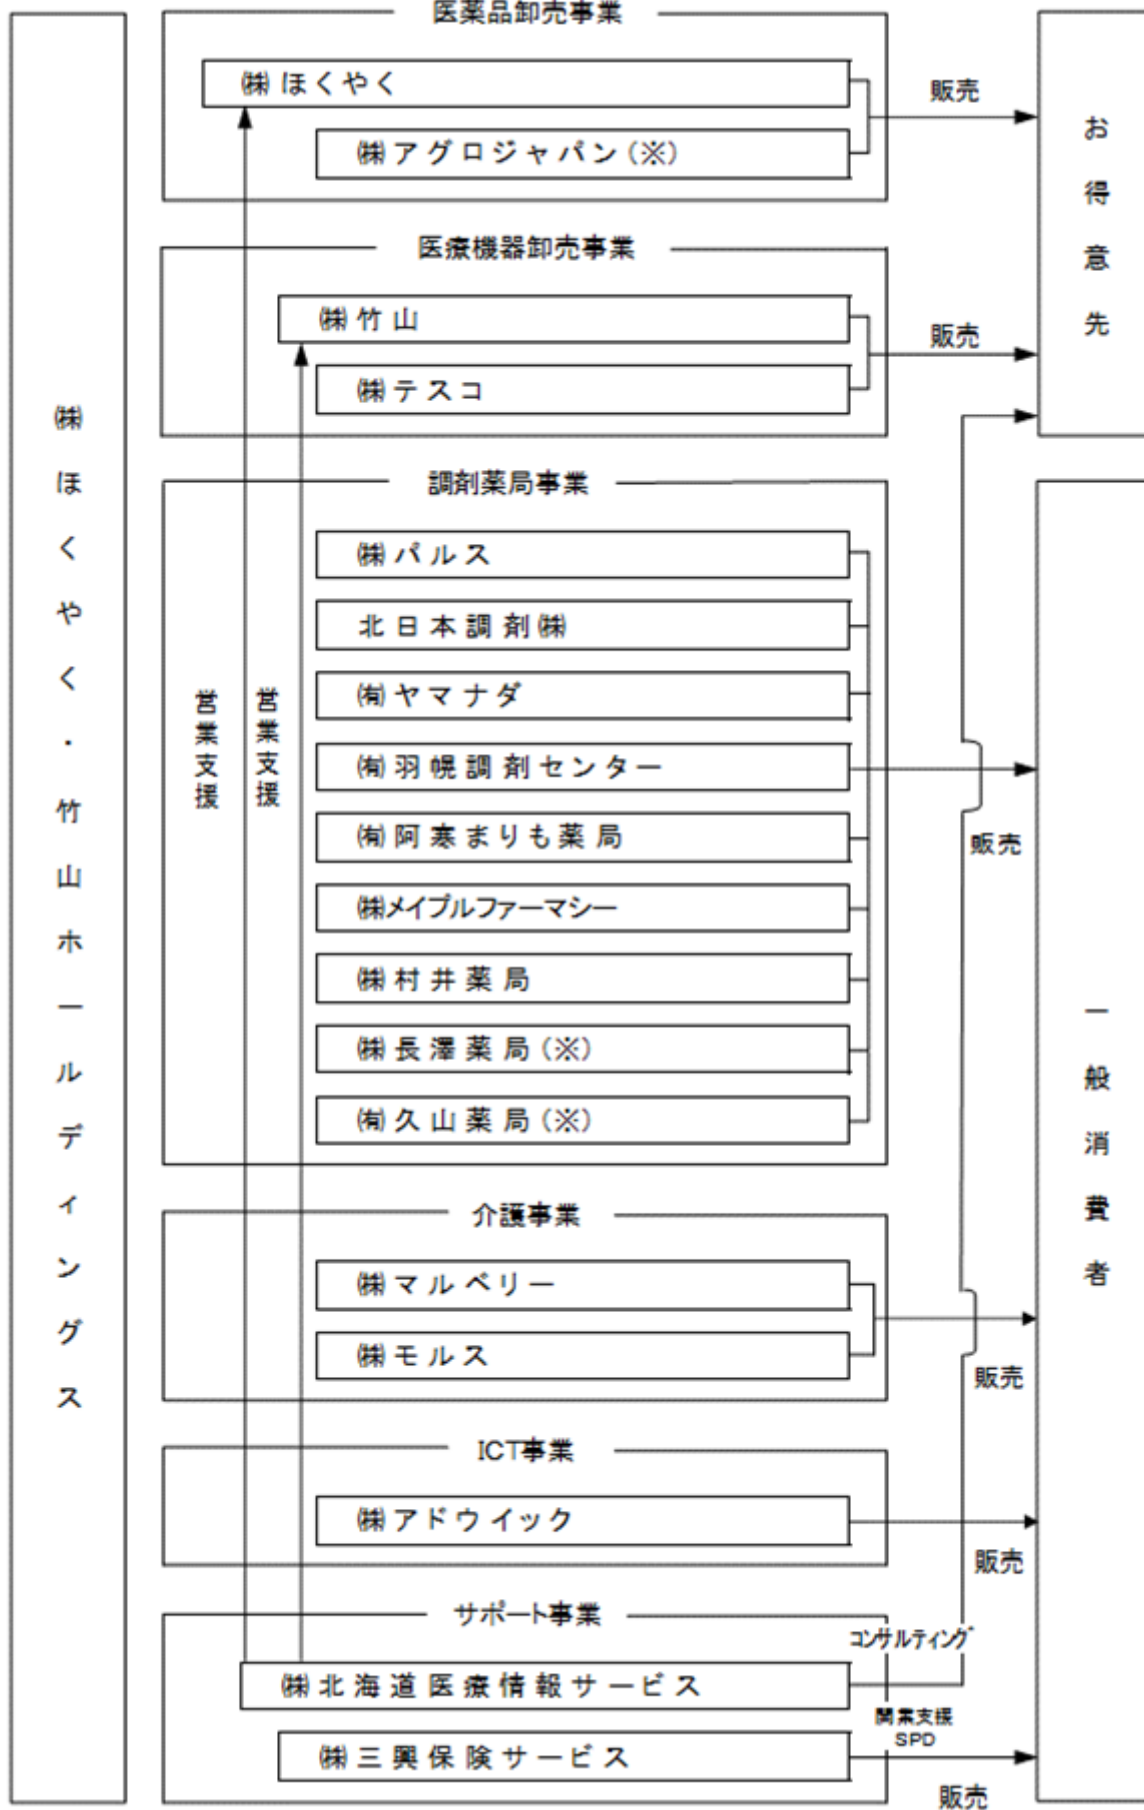 ㈱ほくやく・竹山ホールディングス
医薬品卸売事業
㈱ほくやく
㈱アグロジャパン(※)
販売
お得意先
医療機器卸売事業
㈱竹山
㈱テスコ
販売
調剤薬局事業
㈱パルス
北日本調剤㈱
㈲ヤマナダ
㈲羽幌調剤センター
㈲阿寒まりも薬局
㈱メイプルファーマシー
㈱村井薬局
㈱長澤薬局(※)
㈲久山薬局(※)
営業支援
営業支援
販売
一般消費者
介護事業
㈱マルベリー
㈱モルス
販売
ICT事業
㈱アドウイック
販売
サポート事業
コンサルティング
㈱北海道医療情報サービス
開業支援
SPD
㈱三興保険サービス
販売